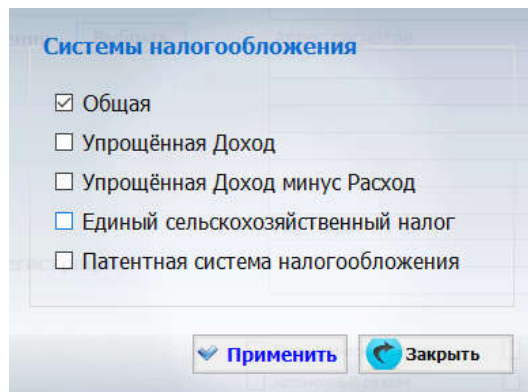 Системы налогообложения
Общая
Упрощённая Доход
Упрощённая Доход минус Расход
Единый сельскохозяйственный налог
Патентная система налогообложения
Применить
Закрыть